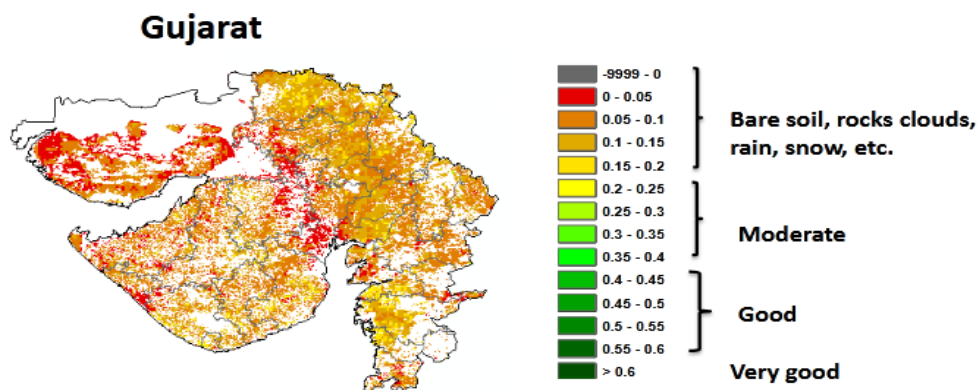 Gujarat
-9999 - 0
0 - 0.05
0.05 - 0.1
0.1 - 0.15
0.15 - 0.2
0.2 - 0.25
0.25 - 0.3
0.3 - 0.35
0.35 - 0.4
0.4 - 0.45
0.45 - 0.5
0.5 - 0.55
0.55 - 0.6
> 0.6
Bare soil, rocks clouds,
rain, snow, etc.
Moderate
Good
Very good